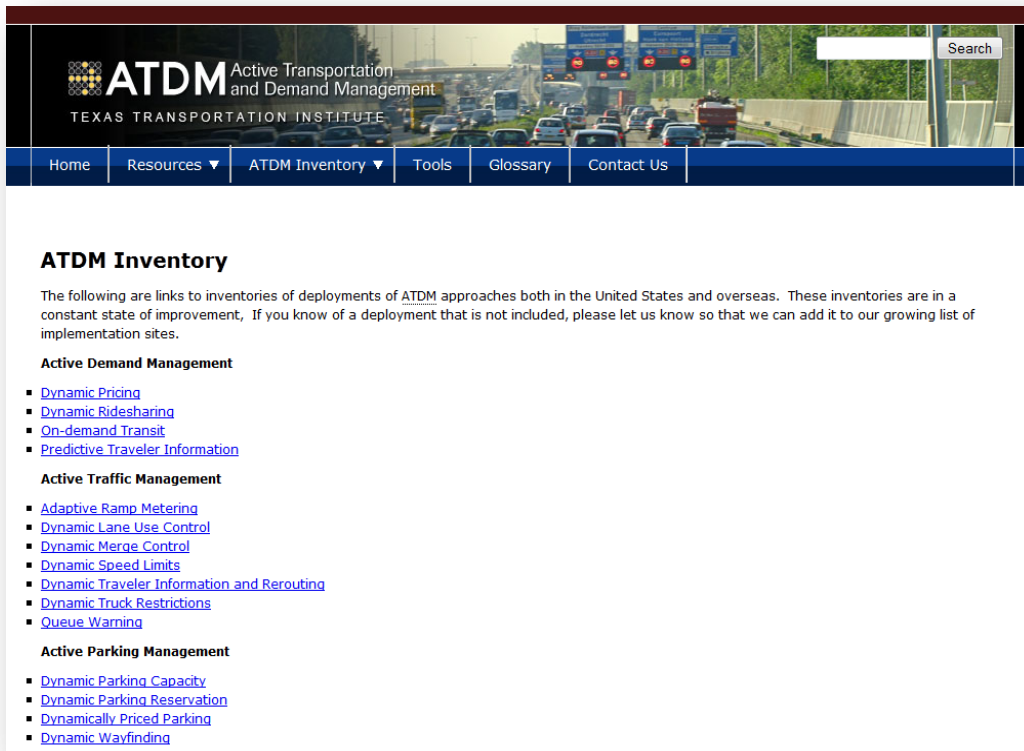 ATDM Active Transportation
and Demand Management
TEXAS TRANSPORTATION INSTITUTE
Search
Home Resources ▼ ATDM Inventory ▼ Tools Glossary Contact Us
ATDM Inventory
The following are links to inventories of deployments of ATDM approaches both in the United States and overseas.  These inventories are in a
constant state of improvement,  If you know of a deployment that is not included, please let us know so that we can add it to our growing list of
implementation sites.
Active Demand Management
Dynamic Pricing
Dynamic Ridesharing
On-demand Transit
Predictive Traveler Information
Active Traffic Management
Adaptive Ramp Metering
Dynamic Lane Use Control
Dynamic Merge Control
Dynamic Speed Limits
Dynamic Traveler Information and Rerouting
Dynamic Truck Restrictions
Queue Warning
Active Parking Management
Dynamic Parking Capacity
Dynamic Parking Reservation
Dynamically Priced Parking
Dynamic Wayfinding